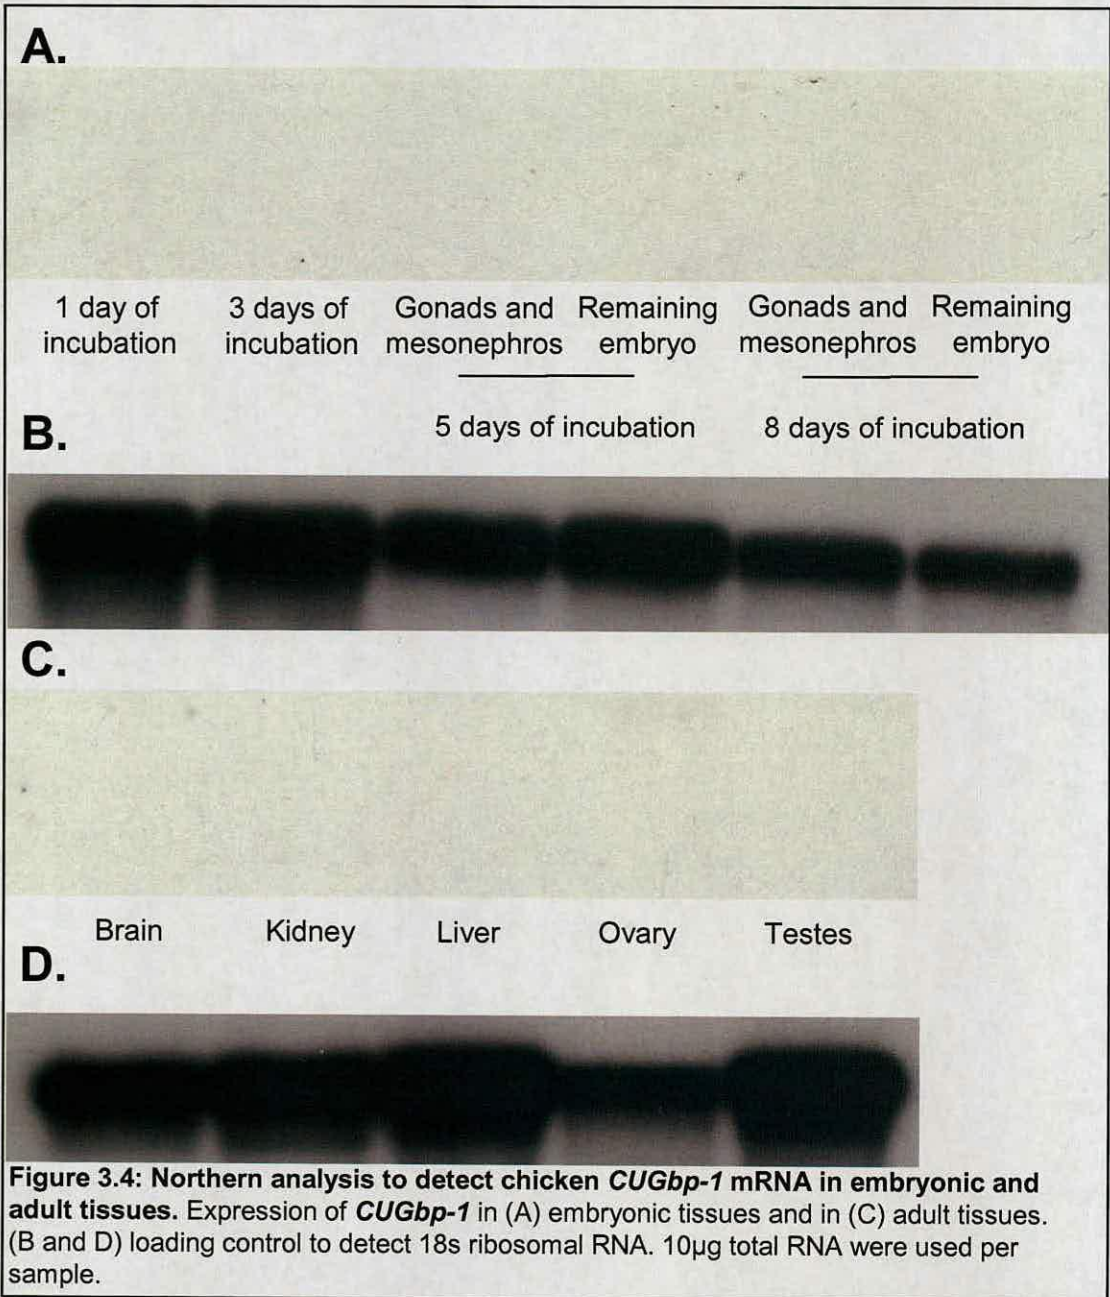 A.
1 day of incubation
3 days of incubation
Gonads and mesonephros
Remaining embryo
Gonads and mesonephros
Remaining embryo
5 days of incubation
8 days of incubation
B.
C.
Brain Kidney Liver Ovary Testes
D.
Figure 3.4: Northern analysis to detect chicken CUGbp-1 mRNA in embryonic and
adult tissues. Expression of CUGbp-1 in (A) embryonic tissues and in (C) adult tissues.
(B and D) loading control to detect 18s ribosomal RNA. 10µg total RNA were used per
sample.